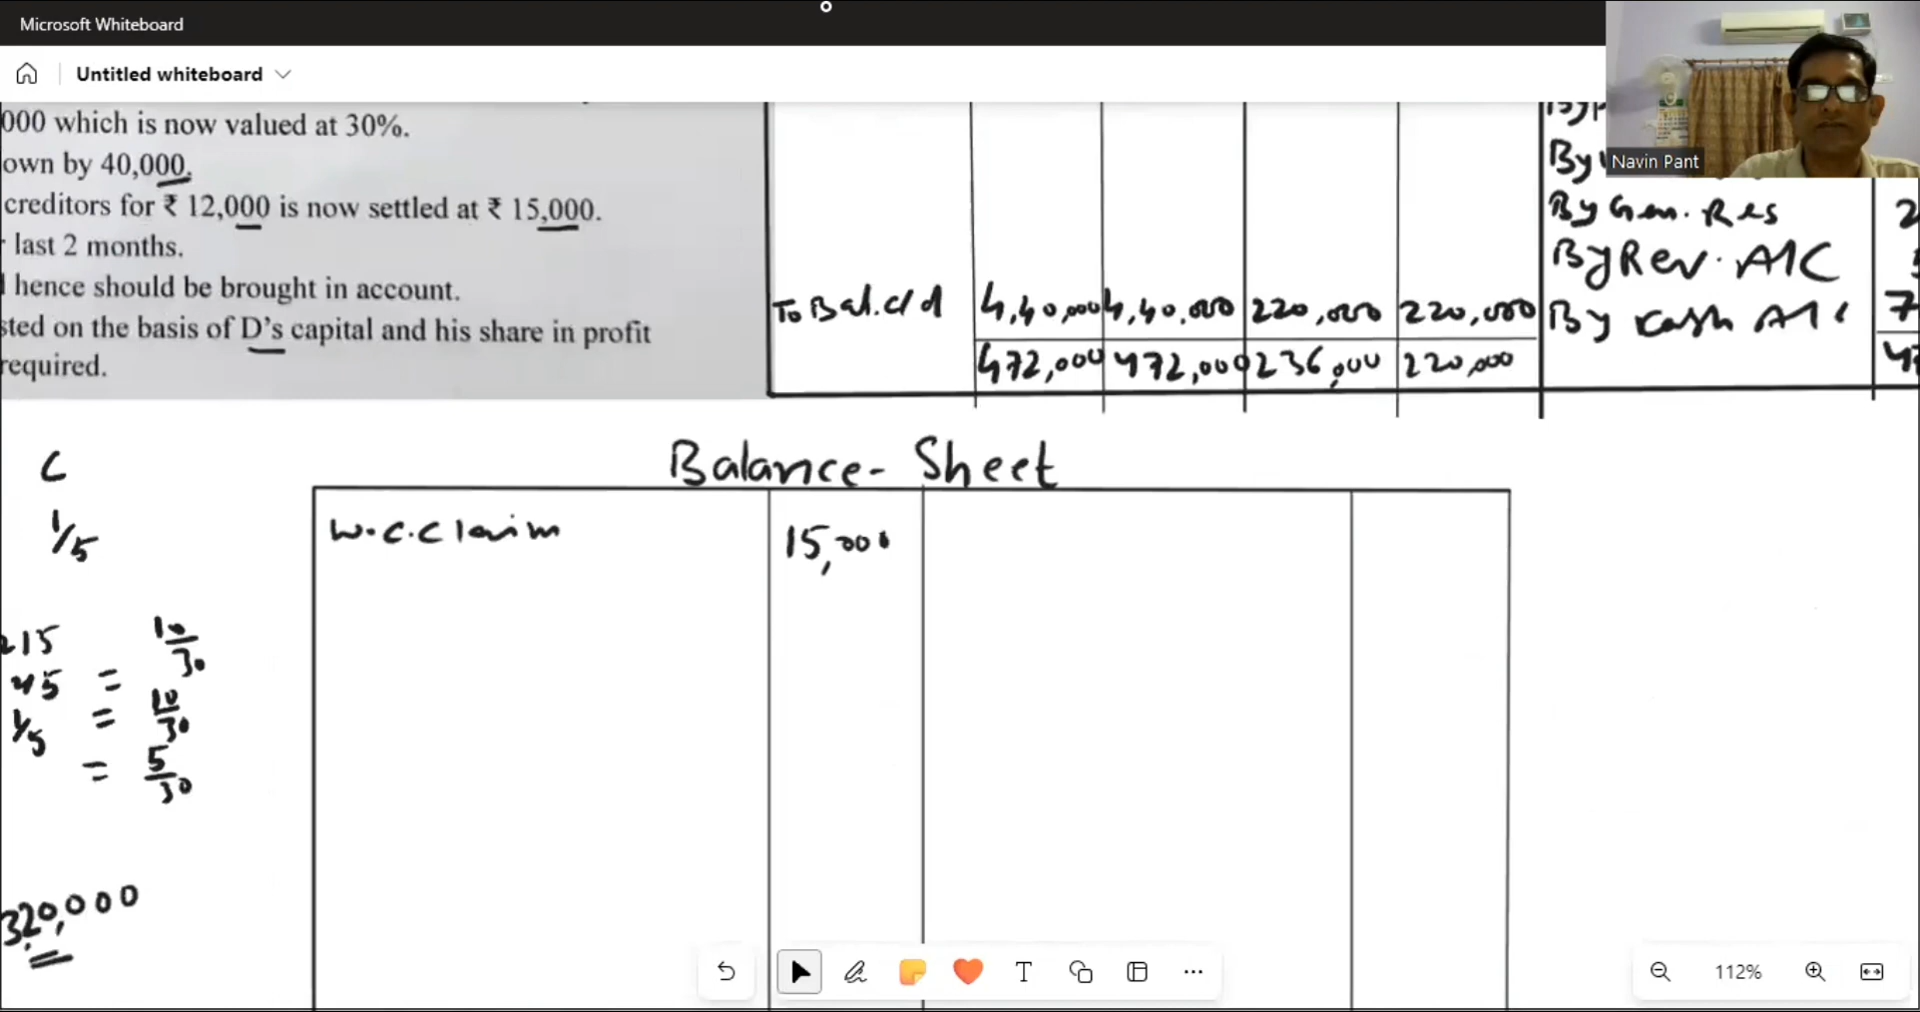 Microsoft Whiteboard
Untitled whiteboard
000 which is now valued at 30%.
own by 40,000.
creditors for ₹ 12,000 is now settled at ₹ 15,000.
last 2 months.
hence should be brought in account.
sted on the basis of D's capital and his share in profit
required.
To Bal. c/d 4,40,000 4,40,000 220,000 220,000
472,000 472,000 236,000 220,000
By
By Gen. Res
By Rev. A/C
By Cash A/C
Navin Pant
Balance-Sheet
W.C.Claim 15,000
C
1/5
215 10/30
45 = 10/30
1/5 = 5/30
=
320,000
112%